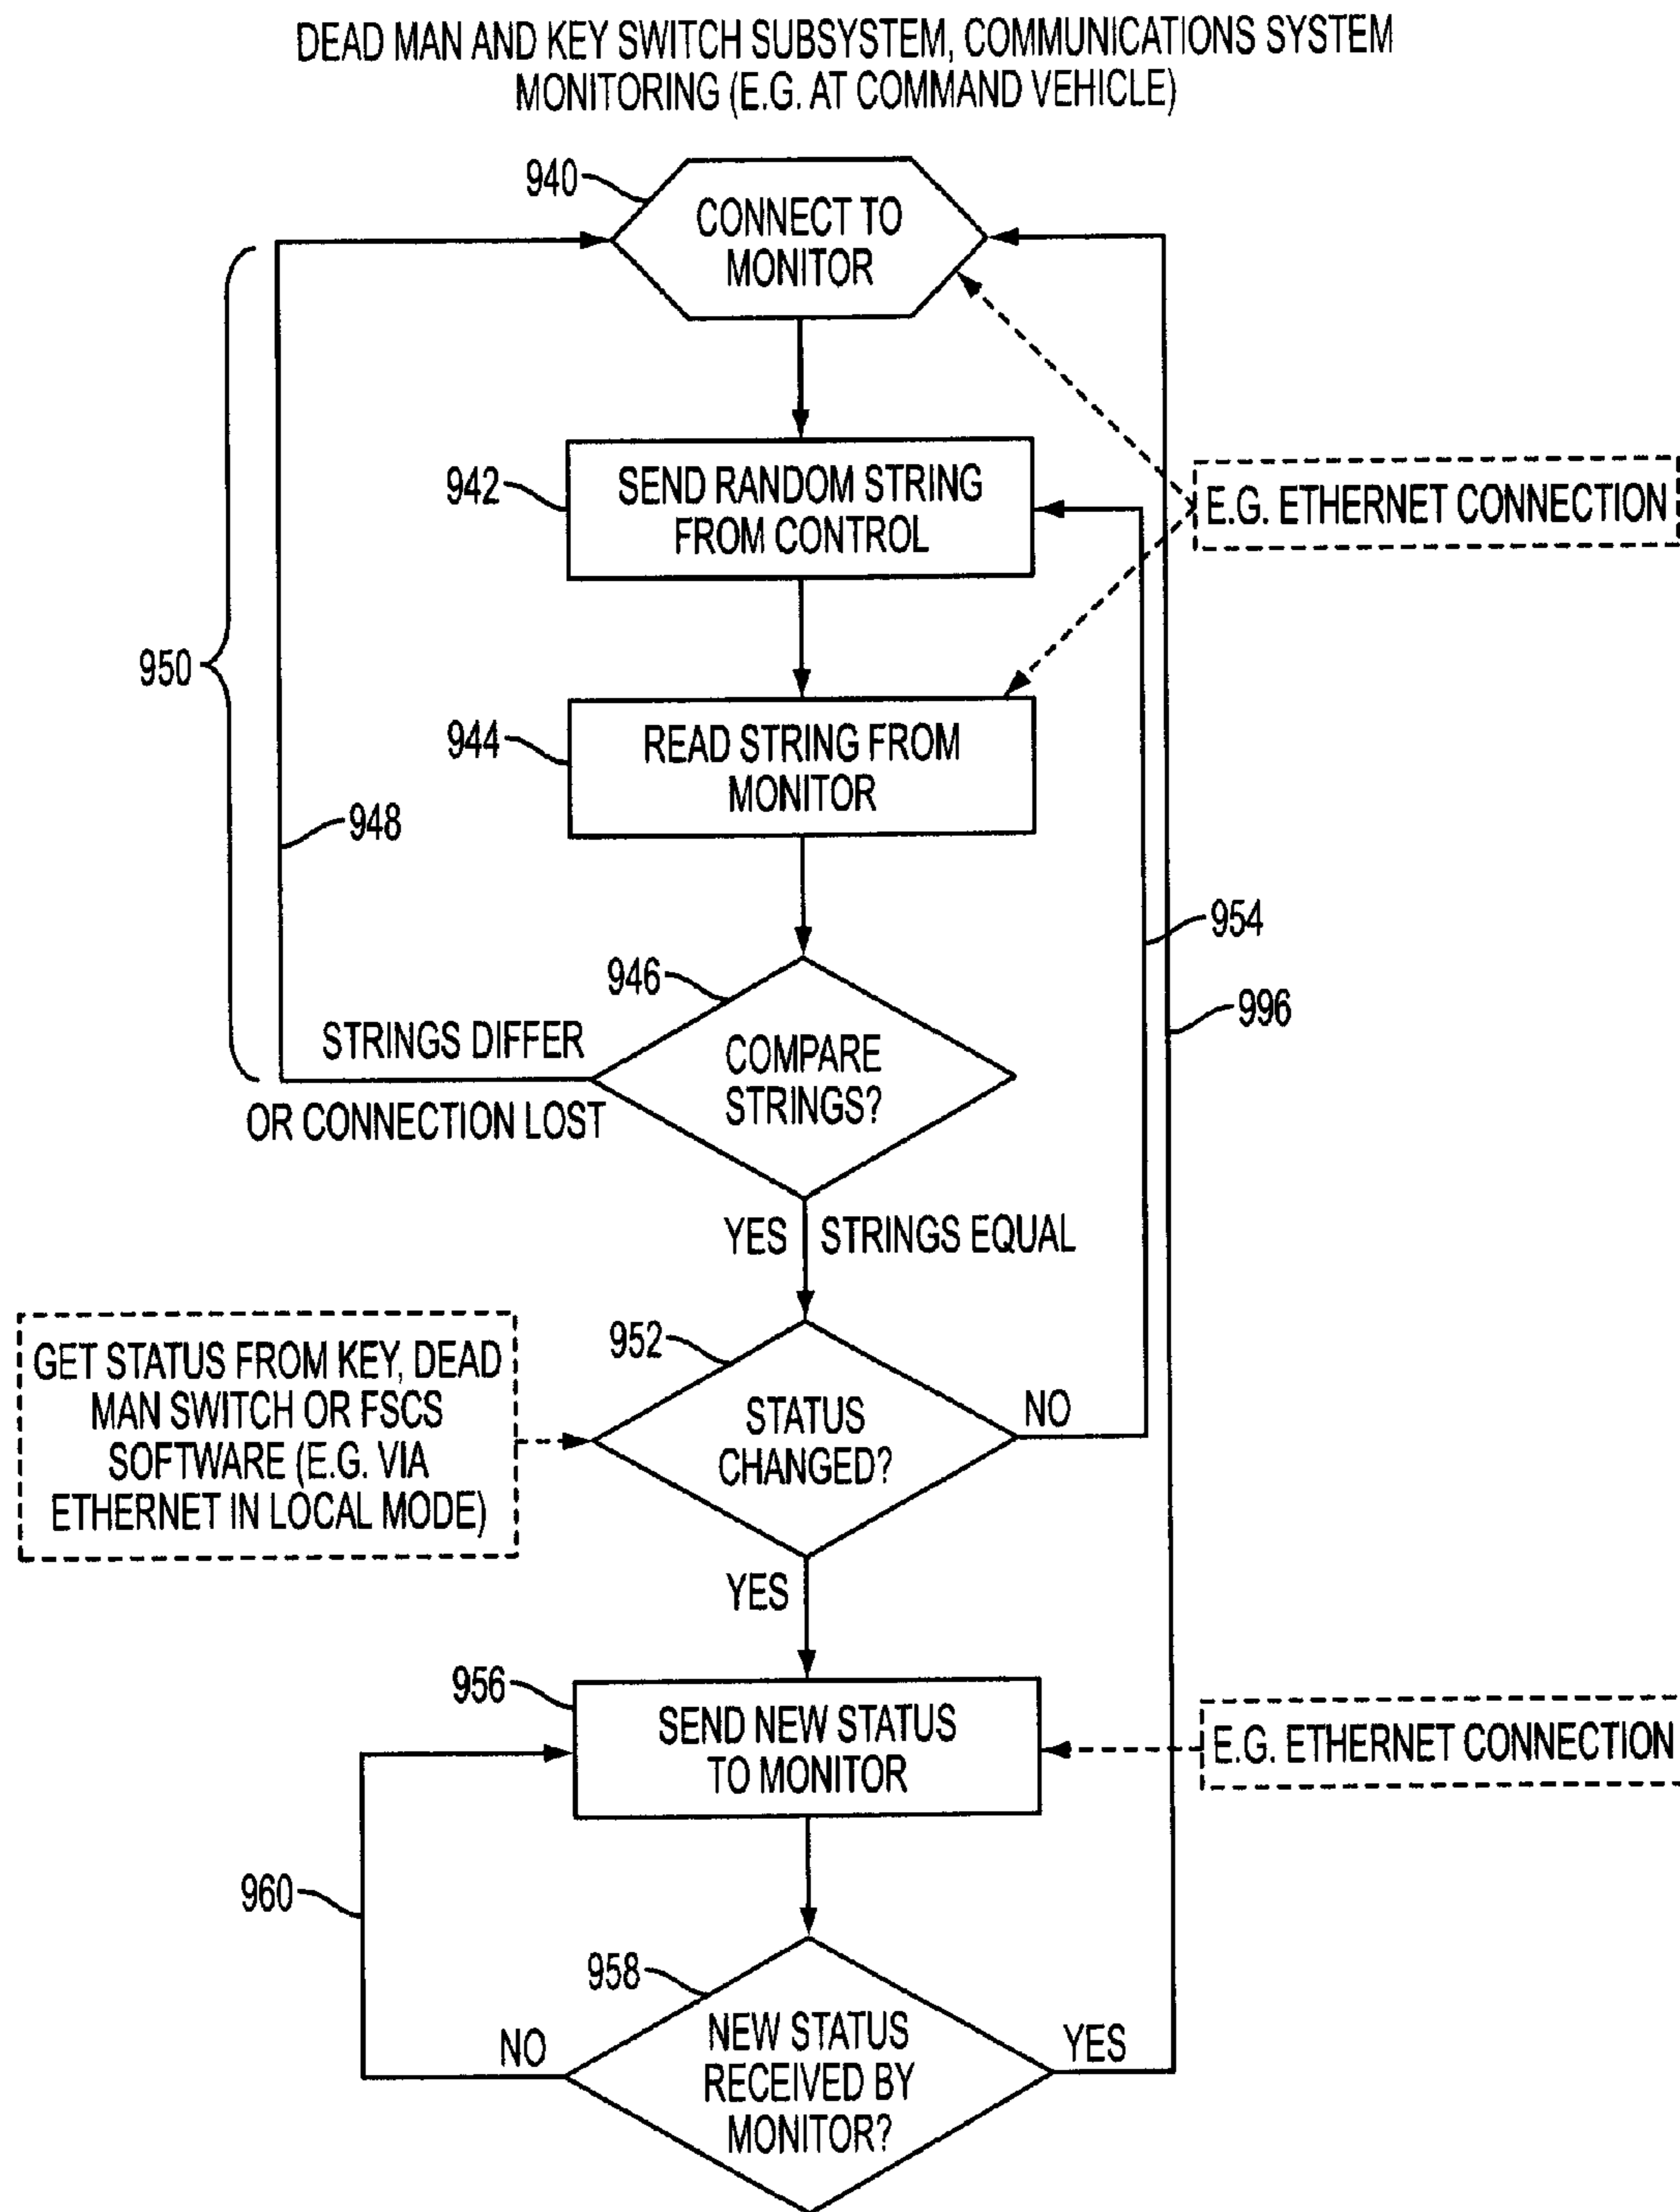 DEAD MAN AND KEY SWITCH SUBSYSTEM, COMMUNICATIONS SYSTEM
MONITORING (E.G. AT COMMAND VEHICLE)
940
CONNECT TO
MONITOR
942
SEND RANDOM STRING
FROM CONTROL
E.G. ETHERNET CONNECTION
950
944
READ STRING FROM
MONITOR
948
954
946
996
STRINGS DIFFER
OR CONNECTION LOST
COMPARE
STRINGS?
YES
STRINGS EQUAL
GET STATUS FROM KEY, DEAD
MAN SWITCH OR FSCS
SOFTWARE (E.G. VIA
ETHERNET IN LOCAL MODE)
952
STATUS
CHANGED?
NO
YES
956
SEND NEW STATUS
TO MONITOR
E.G. ETHERNET CONNECTION
960
958
NO
NEW STATUS
RECEIVED BY
MONITOR?
YES